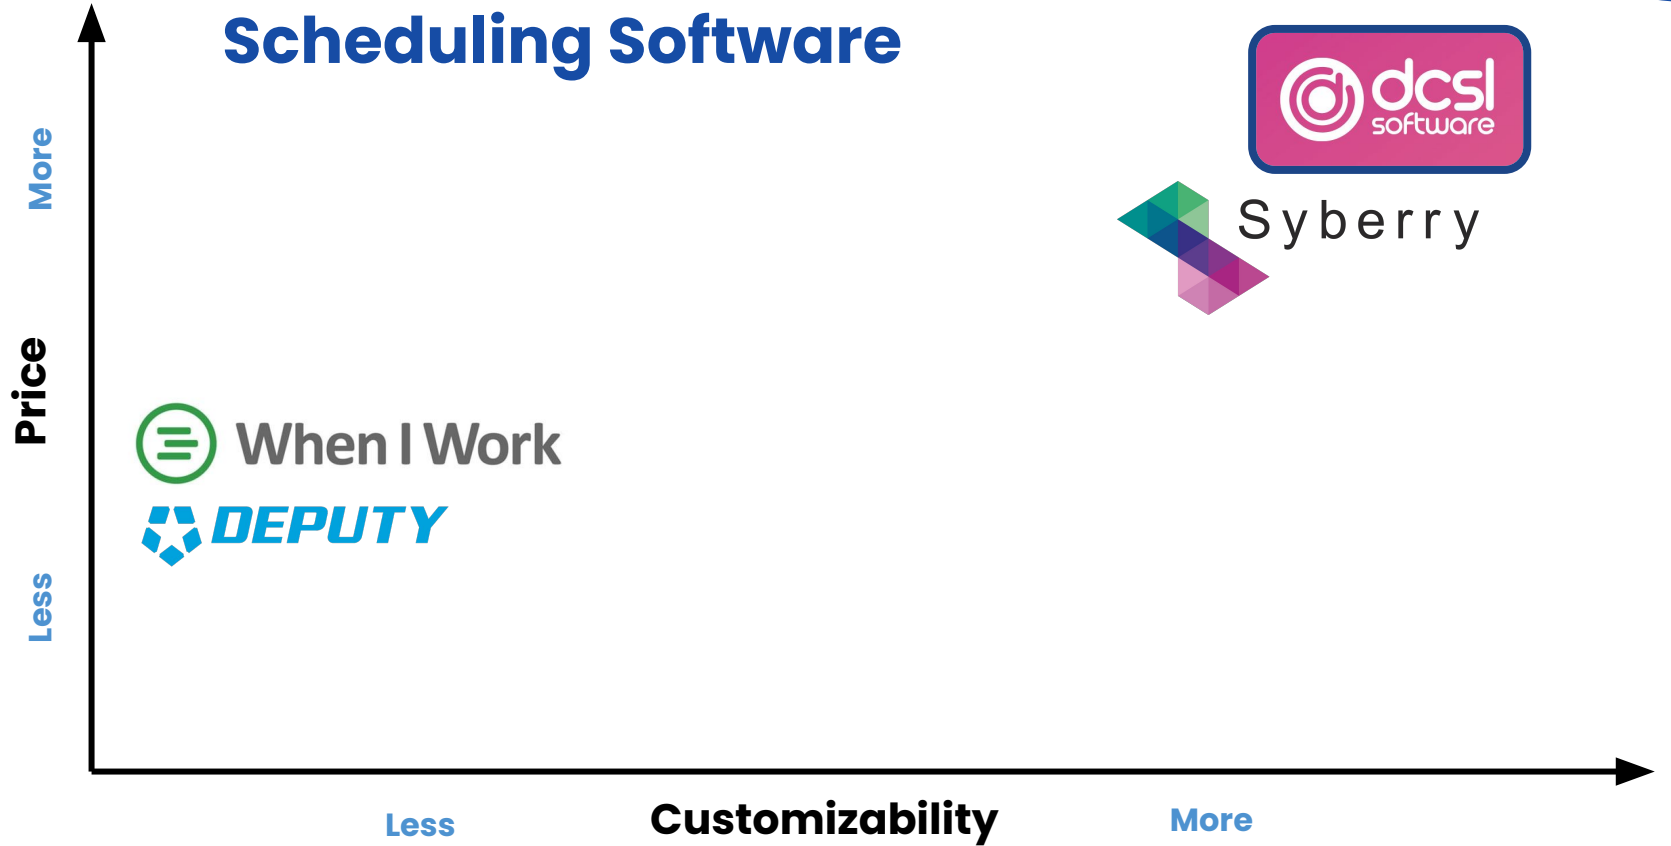 Scheduling Software
dcsl
software
More
Syberry
Price
When I Work
DEPUTY
Less
Less
Customizability
More